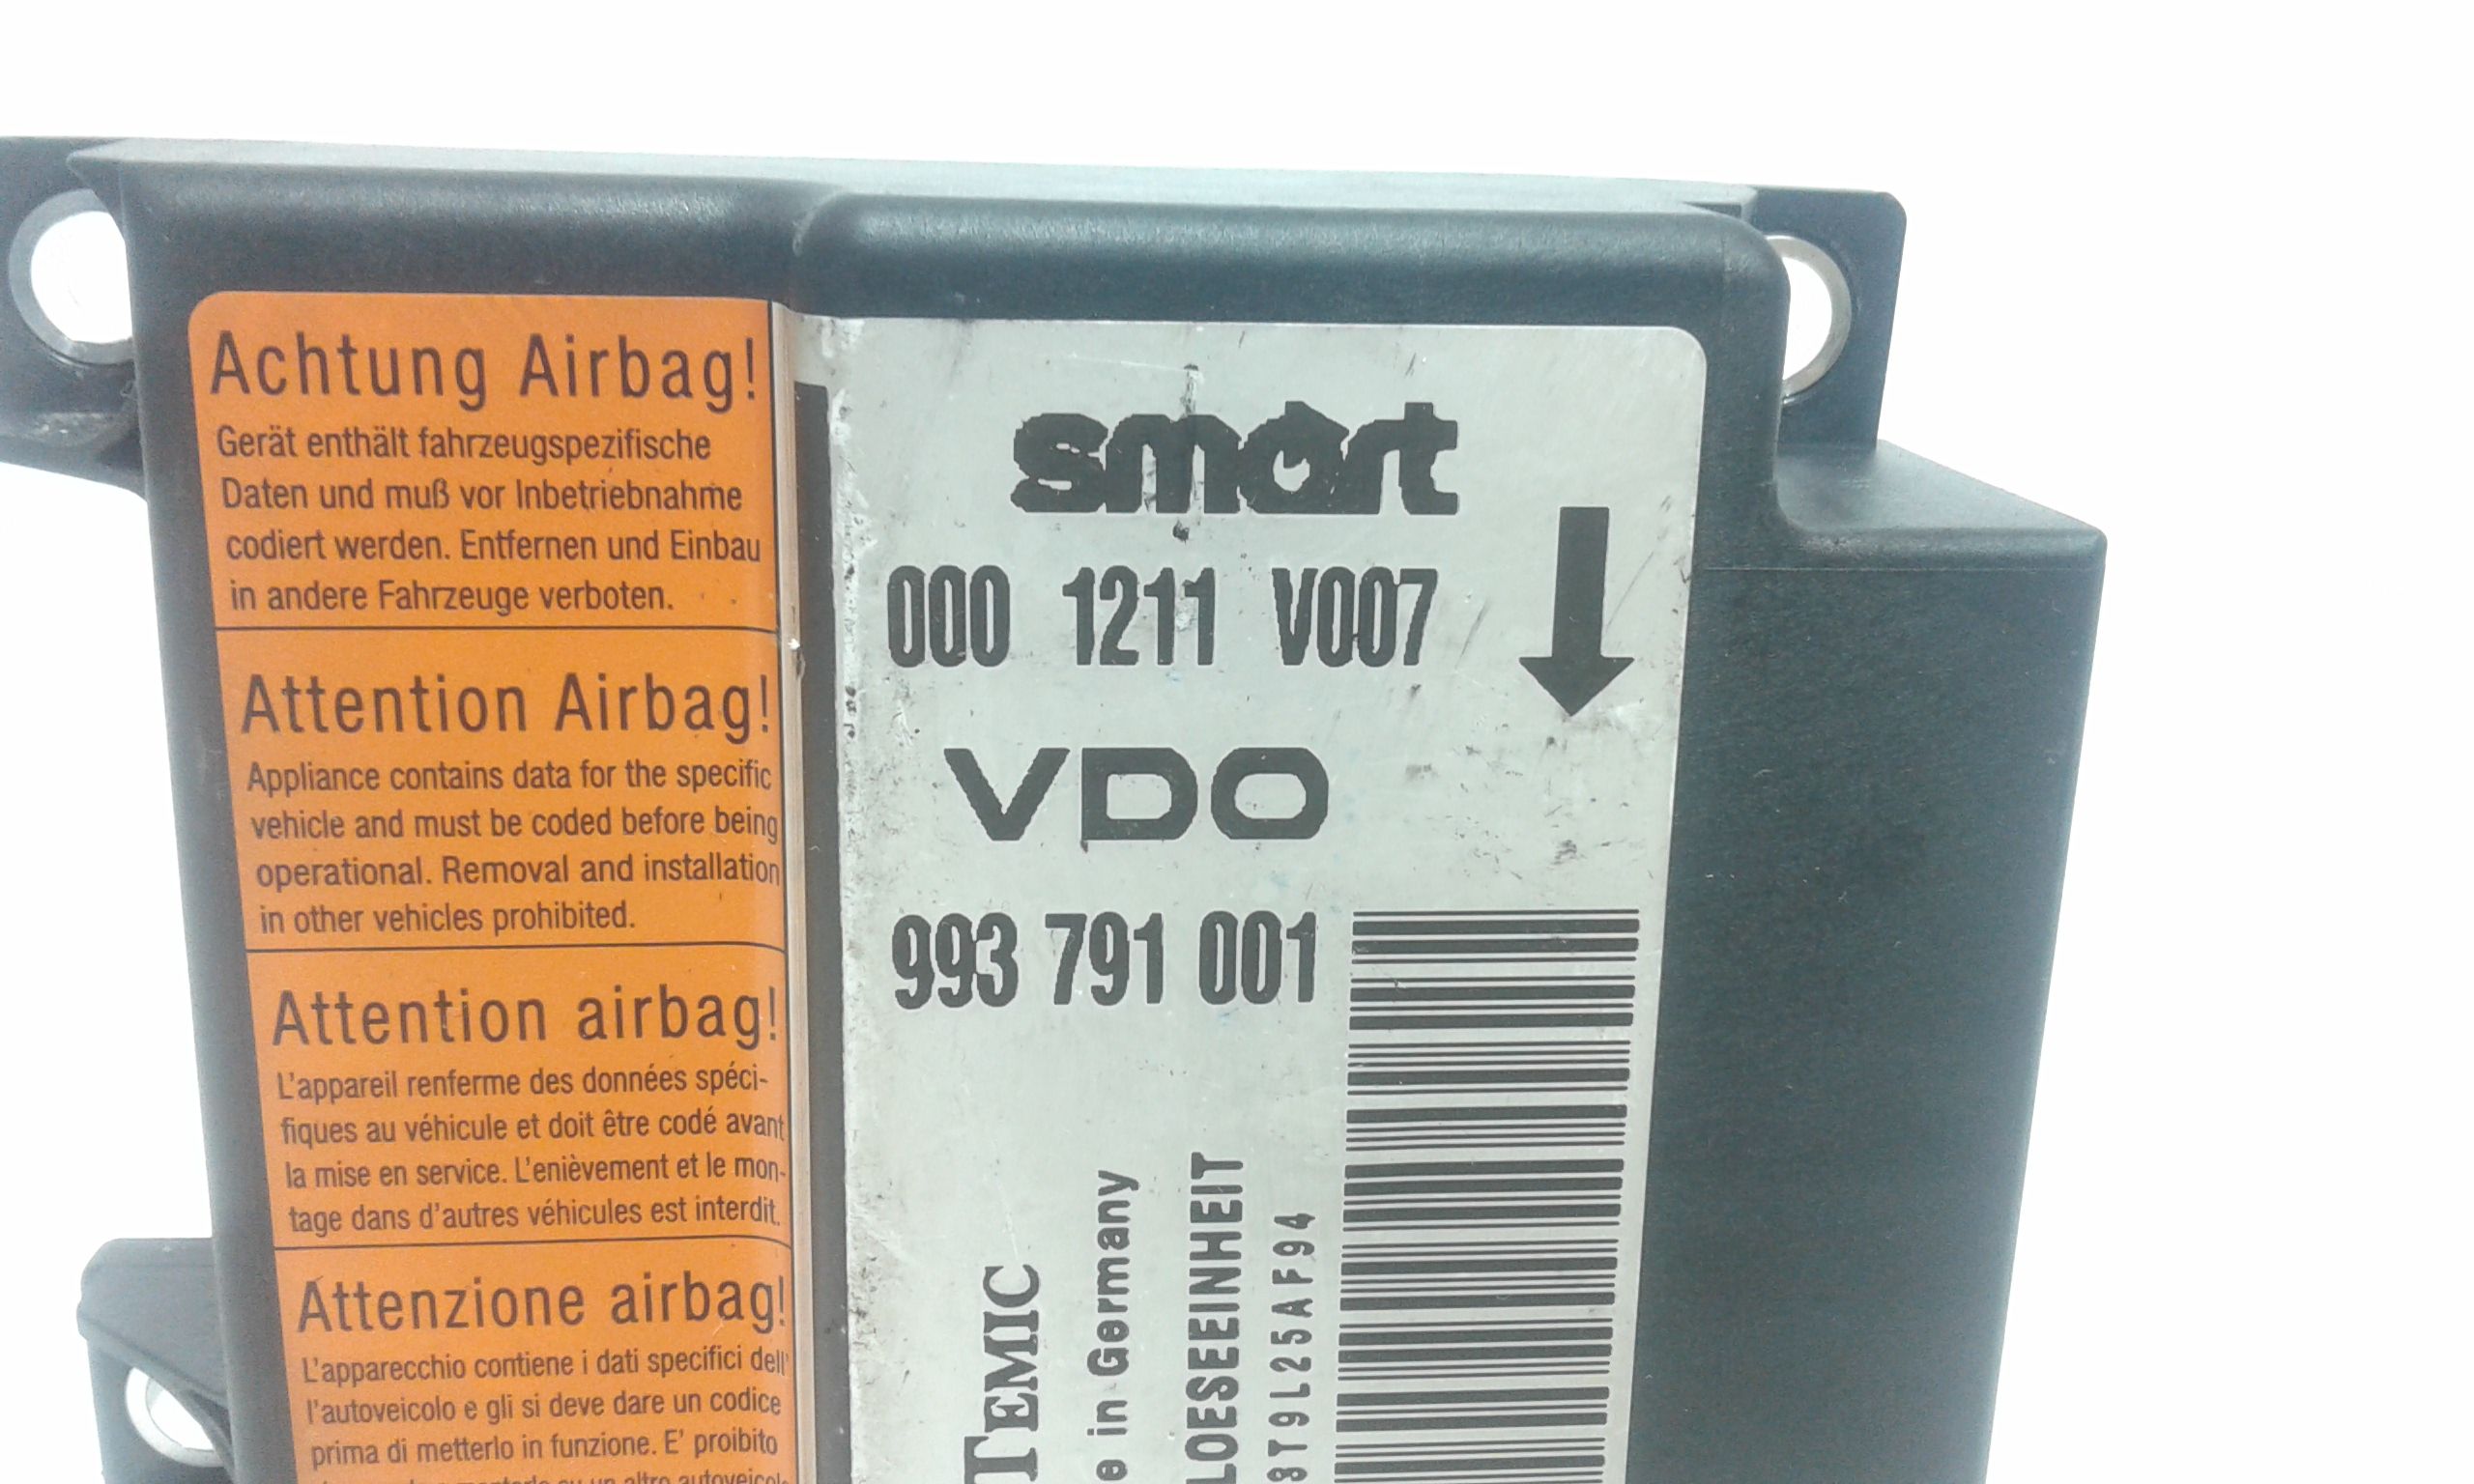 Achtung Airbag!
Gerät enthält fahrzeugspezifische
Daten und muß vor Inbetriebnahme
codiert werden. Entfernen und Einbau
in andere Fahrzeuge verboten.
Attention Airbag!
Appliance contains data for the specific
vehicle and must be coded before being
operational. Removal and installation
in other vehicles prohibited.
Attention airbag!
L'appareil renferme des données spéci-
fiques au véhicule et doit être codé avant
la mise en service. L'enièvement et le mon-
tage dans d'autres véhicules est interdit.
Attenzione airbag!
L'apparecchio contiene i dati specifici dell'
l'autoveicolo e gli si deve dare un codice
prima di metterlo in funzione. E' proibito
su un altro autoveicolo
smart
000 1211 V007
VDO
993 791 001
TEMIC
e in Germany
LOESEEINHEIT
8T9L25AF94